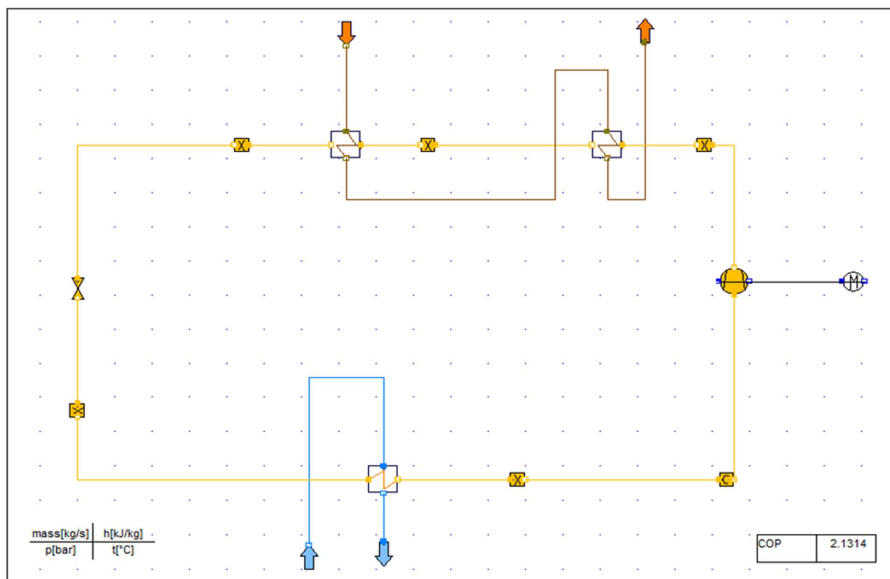 X
X
X
M
X
X
C
mass[kg/s] h[kJ/kg]
p[bar] t[°C]
COP 2.1314